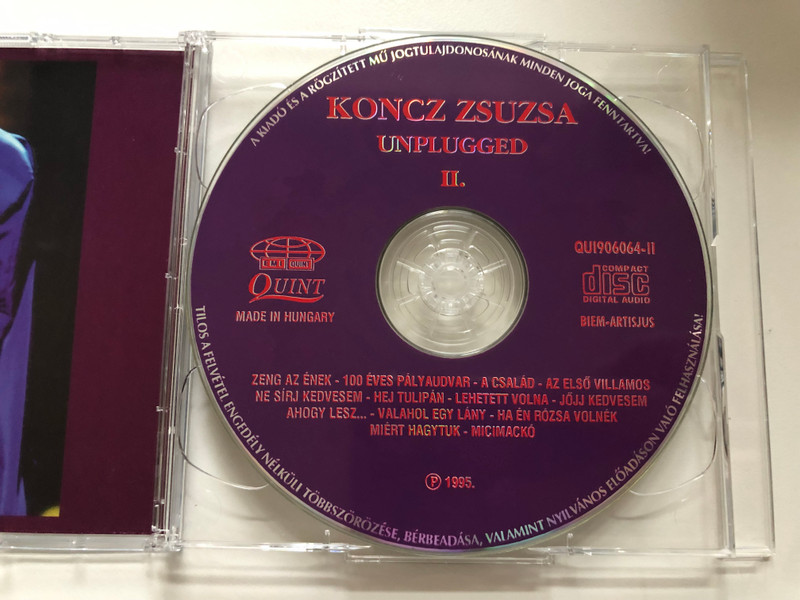 A KIADÓ ÉS A RÖGZÍTETT MŰ JOGTULAJDONOSÁNAK MINDEN JOGA FENNTARTVA!
KONCZ ZSUZSA
UNPLUGGED
II.
EMI QUINT
QUINT
MADE IN HUNGARY
QUI906064-II
COMPACT
disc
DIGITAL AUDIO
BIEM-ARTISJUS
ZENG AZ ÉNEK - 100 ÉVES PÁLYAUDVAR - A CSALÁD - AZ ELSŐ VILLAMOS
NE SÍRJ KEDVESEM - HEJ TULIPÁN - LEHETETT VOLNA - JÖJJ KEDVESEM
AHOGY LESZ... - VALAHOL EGY LÁNY - HA ÉN RÓZSA VOLNÉK
MIÉRT HAGYTUK - MICIMACKÓ
Ⓟ 1995.
TILOS A FELVÉTEL ENGEDÉLY NÉLKÜLI TÖBBSZÖRÖZÉSE, BÉRBEADÁSA, VALAMINT NYILVÁNOS ELŐADÁSON VALÓ FELHASZNÁLÁSA!